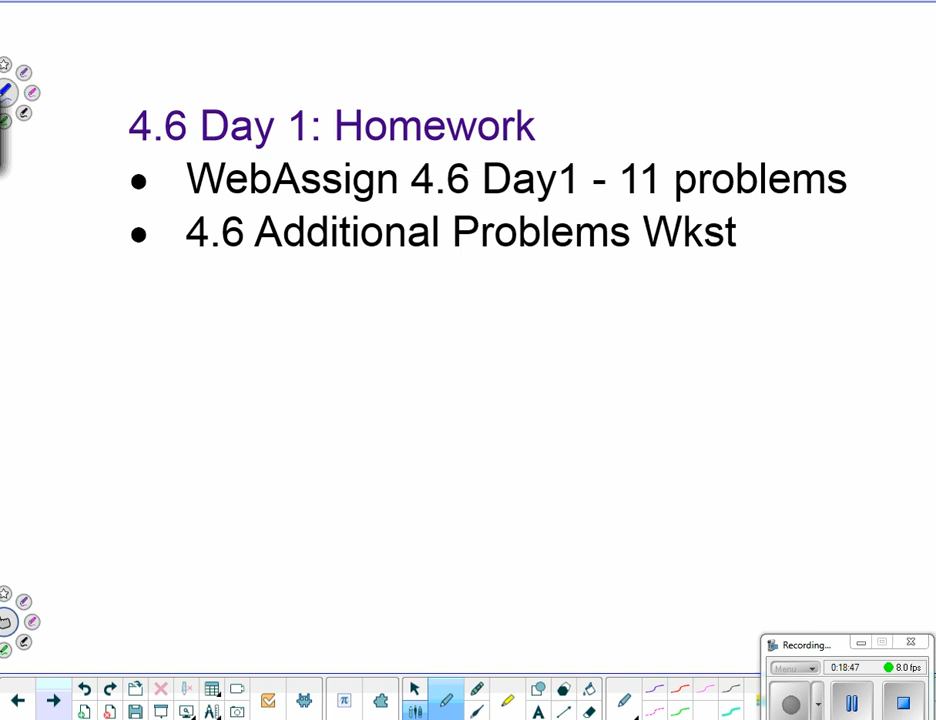 4.6 Day 1: Homework
• WebAssign 4.6 Day1 - 11 problems
• 4.6 Additional Problems Wkst
Recording...
Menu 0:18:47 8.0 fps